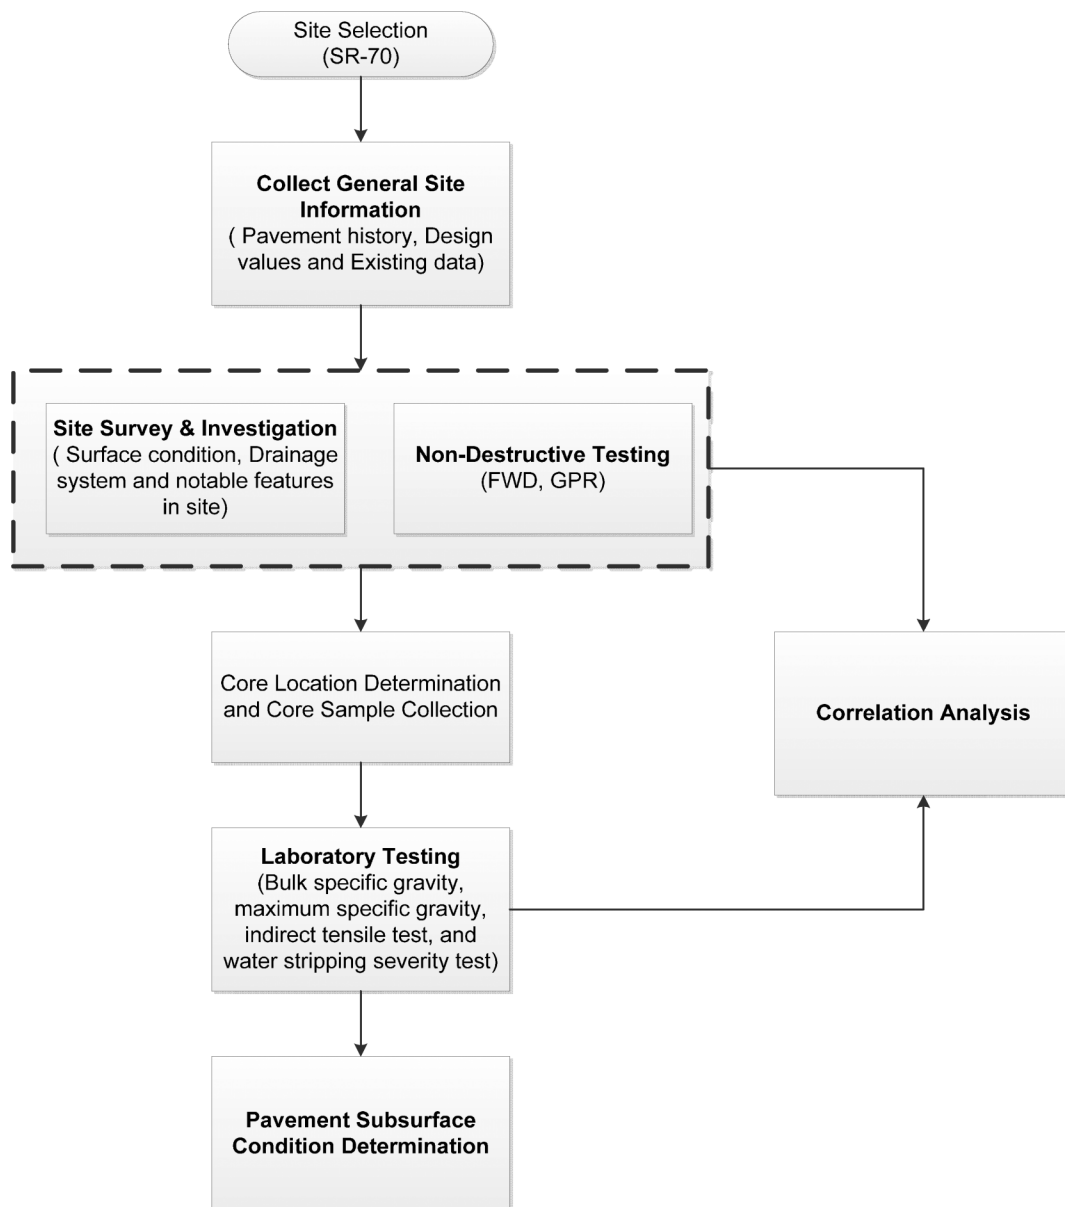 Site Selection
(SR-70)
Collect General Site
Information
( Pavement history, Design
values and Existing data)
Site Survey & Investigation
( Surface condition, Drainage
system and notable features
in site)
Non-Destructive Testing
(FWD, GPR)
Core Location Determination
and Core Sample Collection
Correlation Analysis
Laboratory Testing
(Bulk specific gravity,
maximum specific gravity,
indirect tensile test, and
water stripping severity test)
Pavement Subsurface
Condition Determination